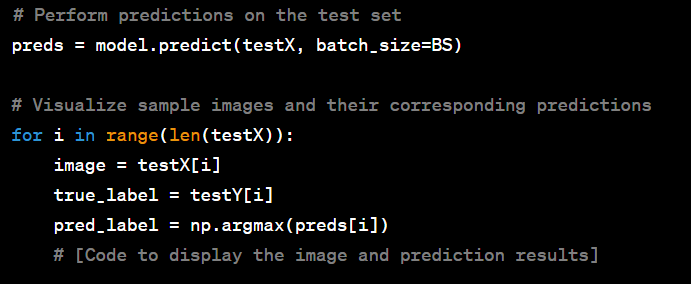 # Perform predictions on the test set
preds = model.predict(testX, batch_size=BS)
# Visualize sample images and their corresponding predictions
for i in range(len(testX)):
    image = testX[i]
    true_label = testY[i]
    pred_label = np.argmax(preds[i])
    # [Code to display the image and prediction results]